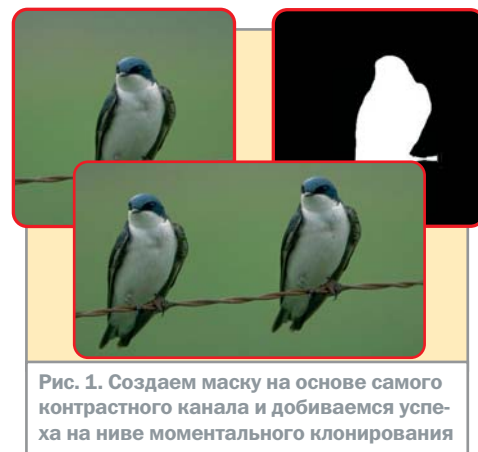 Рис. 1. Создаем маску на основе самого
контрастного канала и добиваемся успе-
ха на ниве моментального клонирования